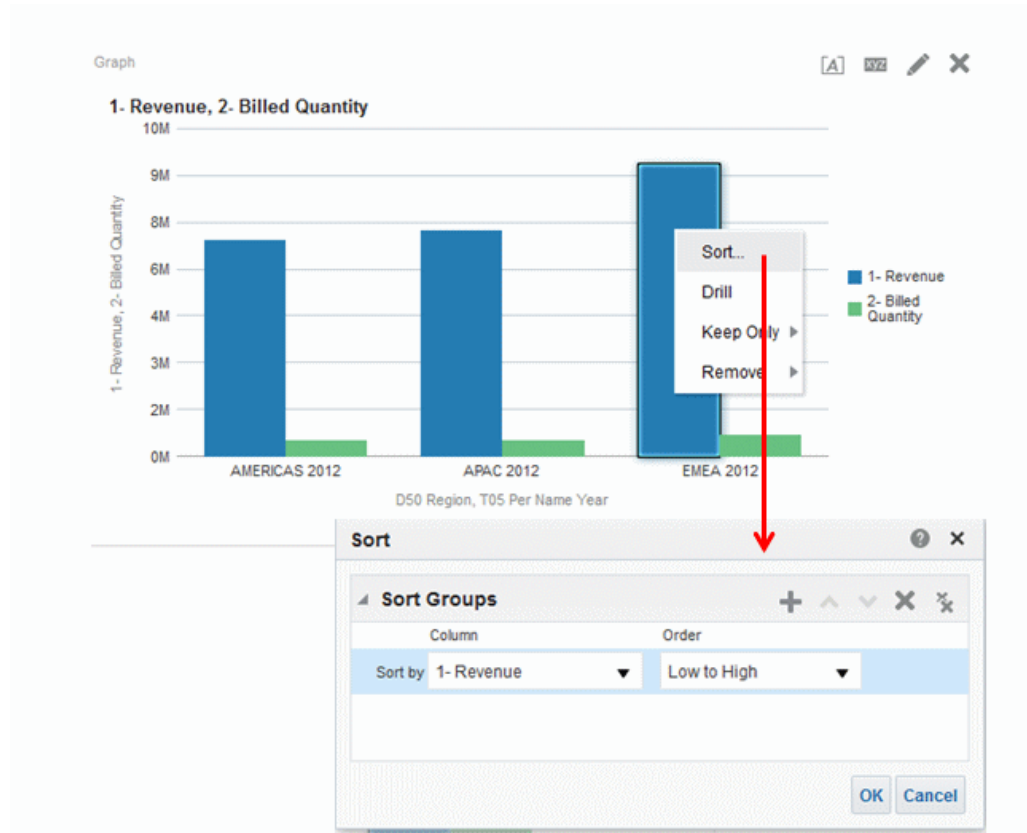 Graph
[A] xyz
1- Revenue, 2- Billed Quantity
10M
9M
8M
6M
4M
3M
2M
0M
1- Revenue, 2- Billed Quantity
AMERICAS 2012
APAC 2012
EMEA 2012
D50 Region, T05 Per Name Year
1- Revenue
2- Billed
Quantity
Sort...
Drill
Keep Only
Remove
Sort
Sort Groups
Column Order
Sort by 1- Revenue Low to High
OK Cancel